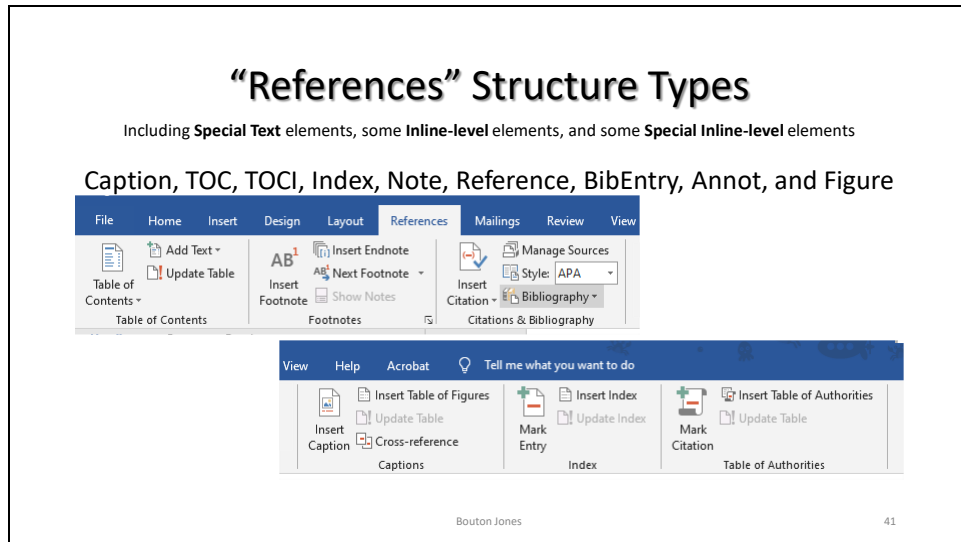 “References” Structure Types
Including Special Text elements, some Inline-level elements, and some Special Inline-level elements
Caption, TOC, TOCI, Index, Note, Reference, BibEntry, Annot, and Figure
File Home Insert Design Layout References Mailings Review View
Table of Contents
Add Text
Update Table
Table of Contents
AB1
Insert Footnote
Insert Endnote
AB1 Next Footnote
Show Notes
Footnotes
Insert Citation
Manage Sources
Style: APA
Bibliography
Citations & Bibliography
View Help Acrobat Tell me what you want to do
Insert Caption
Insert Table of Figures
Update Table
Cross-reference
Captions
Mark Entry
Insert Index
Update Index
Index
Mark Citation
Insert Table of Authorities
Update Table
Table of Authorities
Bouton Jones
41